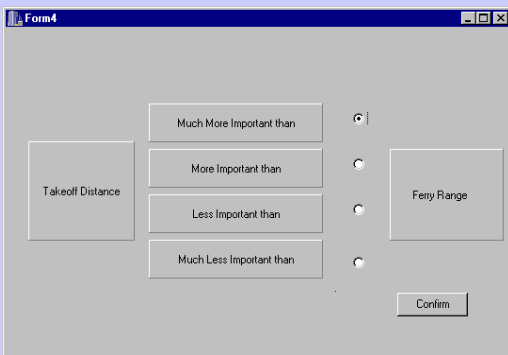 Form4
Much More Important than
More Important than
Takeoff Distance
Ferry Range
Less Important than
Much Less Important than
Confirm